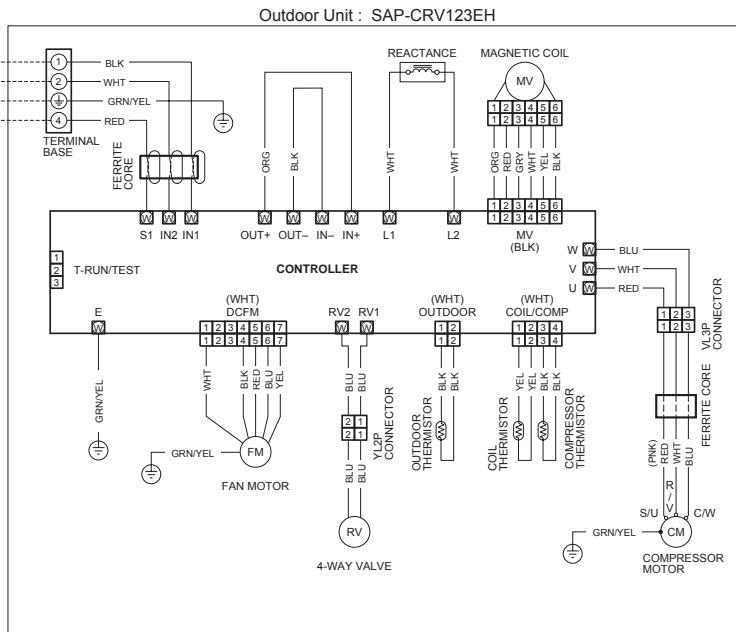 Outdoor Unit : SAP-CRV123EH
REACTANCE
MAGNETIC COIL
1
BLK
MV
2
WHT
GRN/YEL
1 2 3 4 5 6
1 2 3 4 5 6
4
RED
TERMINAL
BASE
FERRITE
CORE
ORG
BLK
WHT
WHT
ORG
RED
GRY
WHT
YEL
BLK
1 2 3 4 5 6
1 2 3 4 5 6
W W W
W W W W
W W
S1 IN2 IN1
OUT+ OUT– IN– IN+
L1
L2
MV
(BLK)
W W
BLU
V W
WHT
U W
RED
1
2
3
T-RUN/TEST
CONTROLLER
E
W
(WHT)
DCFM
1 2 3 4 5 6 7
1 2 3 4 5 6 7
RV2 RV1
W W
(WHT)
OUTDOOR
1 2
1 2
(WHT)
COIL/COMP
1 2 3 4
1 2 3 4
1 2 3
1 2 3
VL3P
CONNECTOR
GRN/YEL
WHT
BLK
RED
BLU
YEL
BLU
BLU
BLK
BLK
YEL
YEL
BLK
BLK
2 1
2 1
YL2P
CONNECTOR
BLU
BLU
OUTDOOR
THERMISTOR
COIL
THERMISTOR
COMPRESSOR
THERMISTOR
FERRITE CORE
GRN/YEL
FM
FAN MOTOR
(PNK)
RED
WHT
BLU
R
/
V
S/U
C/W
RV
4-WAY VALVE
GRN/YEL
CM
COMPRESSOR
MOTOR